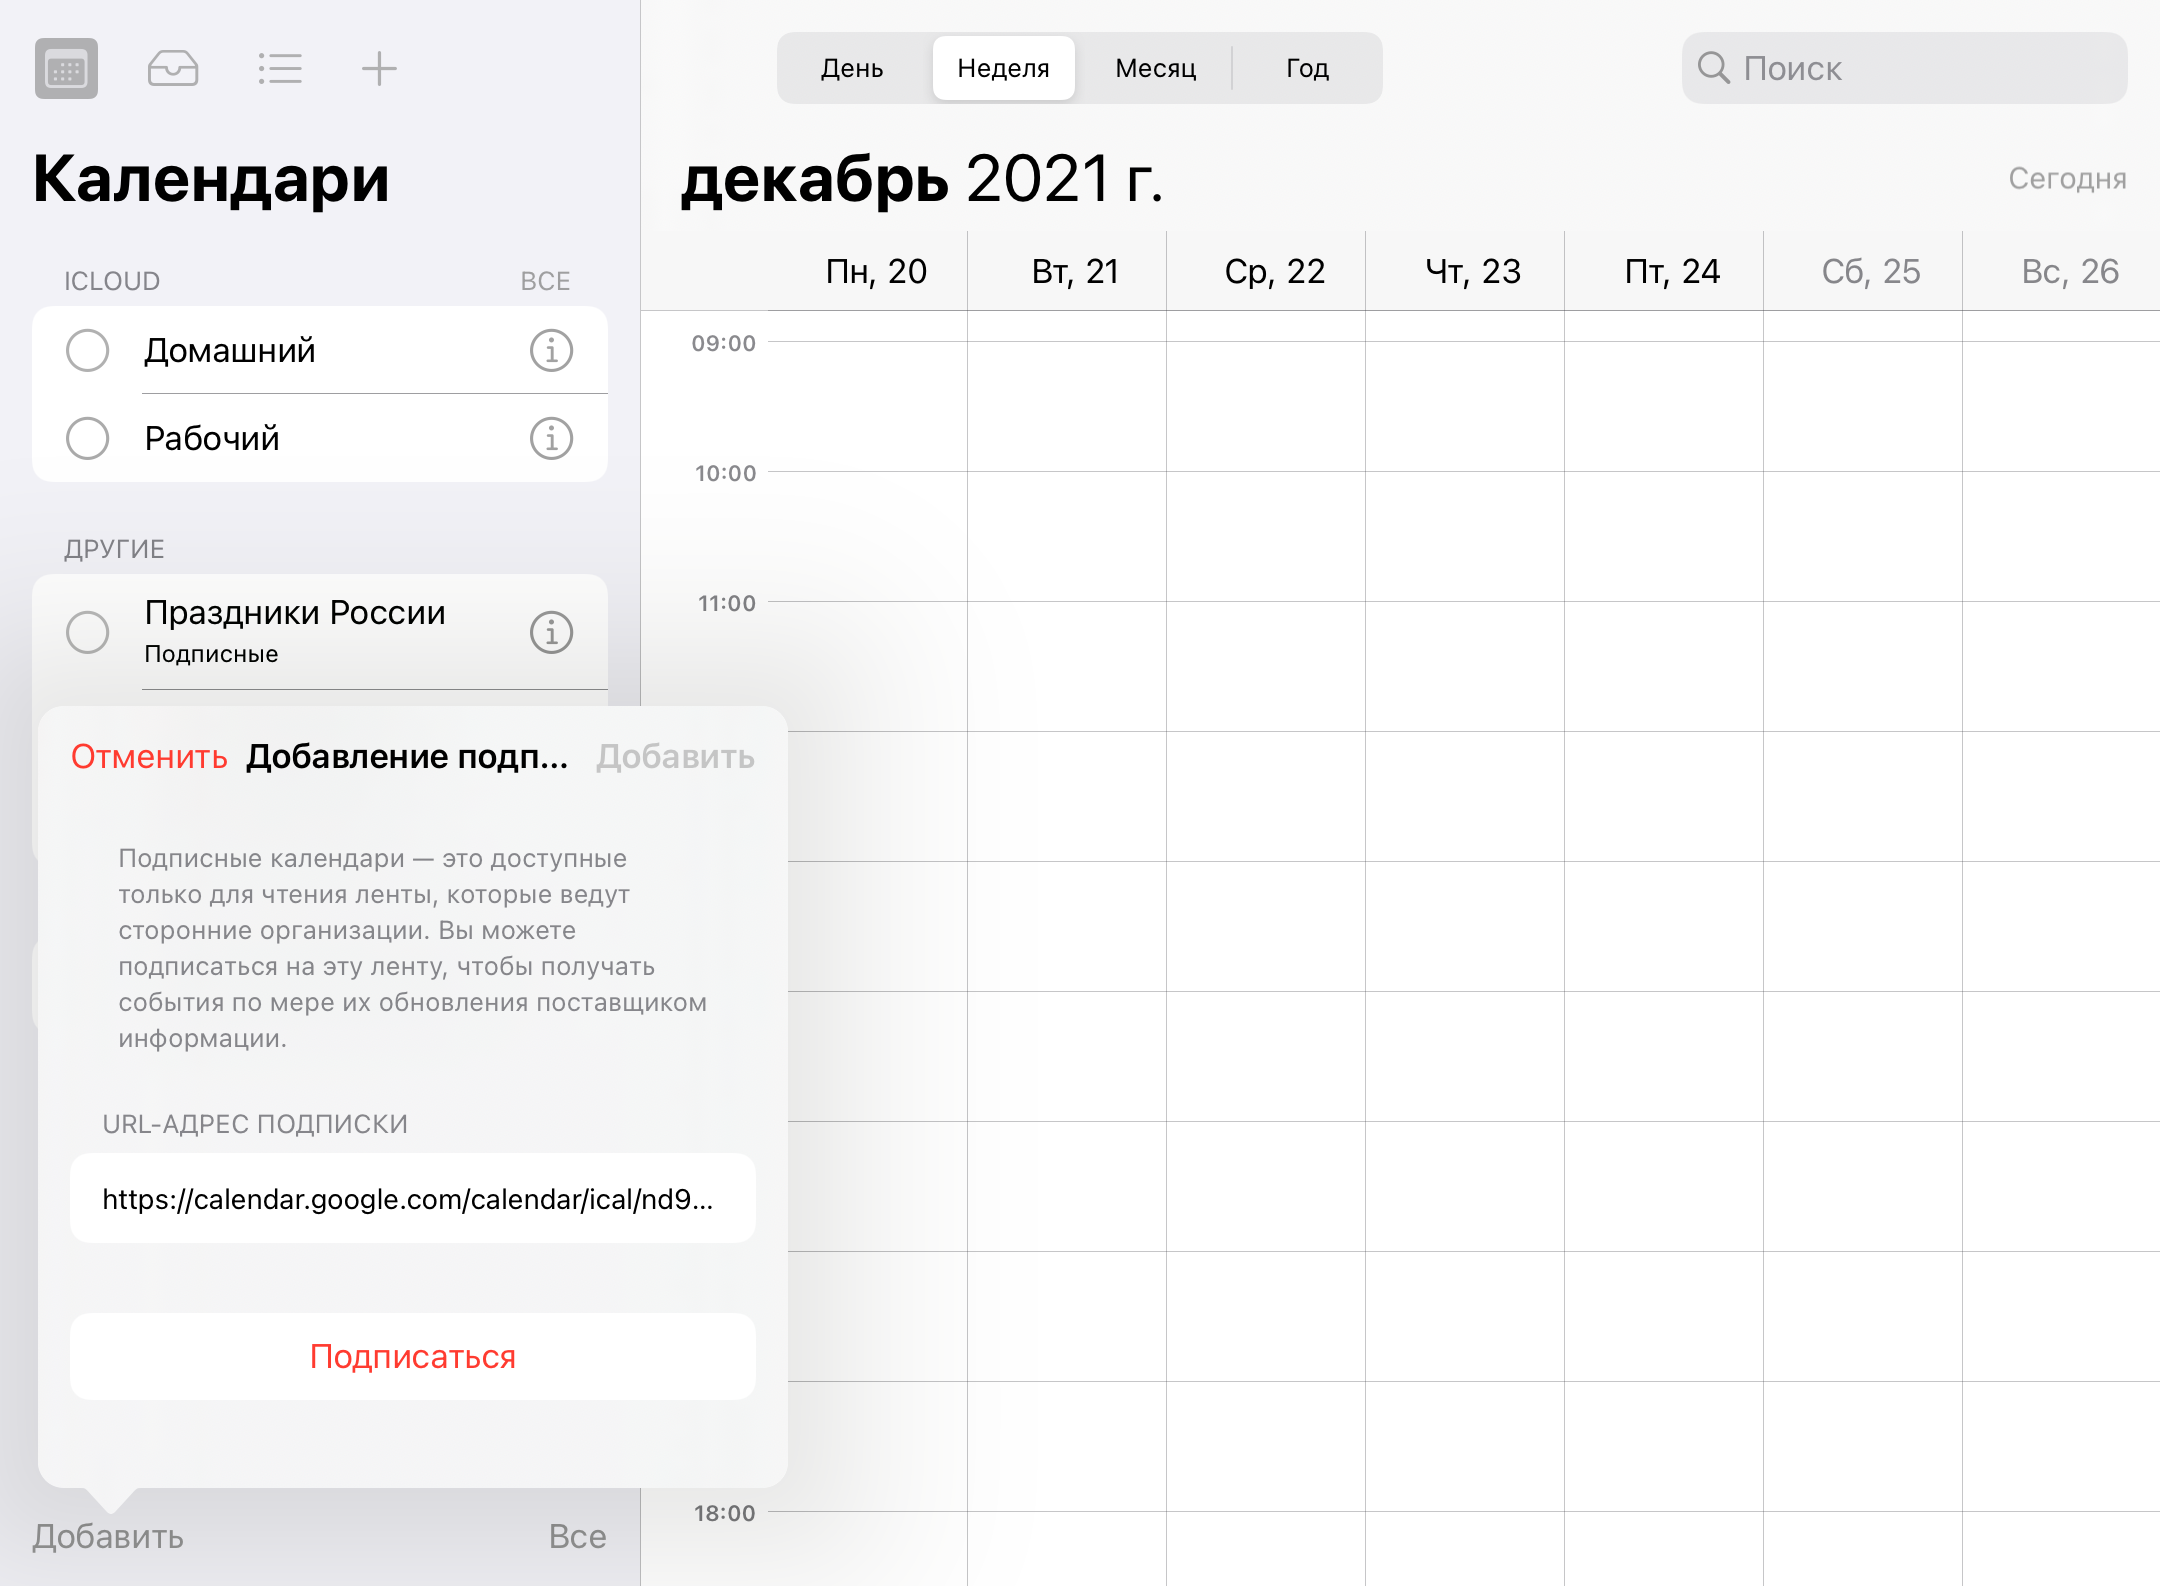 День
Неделя
Месяц
Год
Поиск
Календари
декабрь 2021 г.
Сегодня
ICLOUD
ВСЕ
Пн, 20
Вт, 21
Ср, 22
Чт, 23
Пт, 24
Сб, 25
Вс, 26
Домашний
Рабочий
ДРУГИЕ
Праздники России
Подписные
09:00
10:00
11:00
18:00
Отменить
Добавление подп...
Добавить
Подписные календари — это доступные
только для чтения ленты, которые ведут
сторонние организации. Вы можете
подписаться на эту ленту, чтобы получать
события по мере их обновления поставщиком
информации.
URL-АДРЕС ПОДПИСКИ
https://calendar.google.com/calendar/ical/nd9...
Подписаться
Добавить
Все